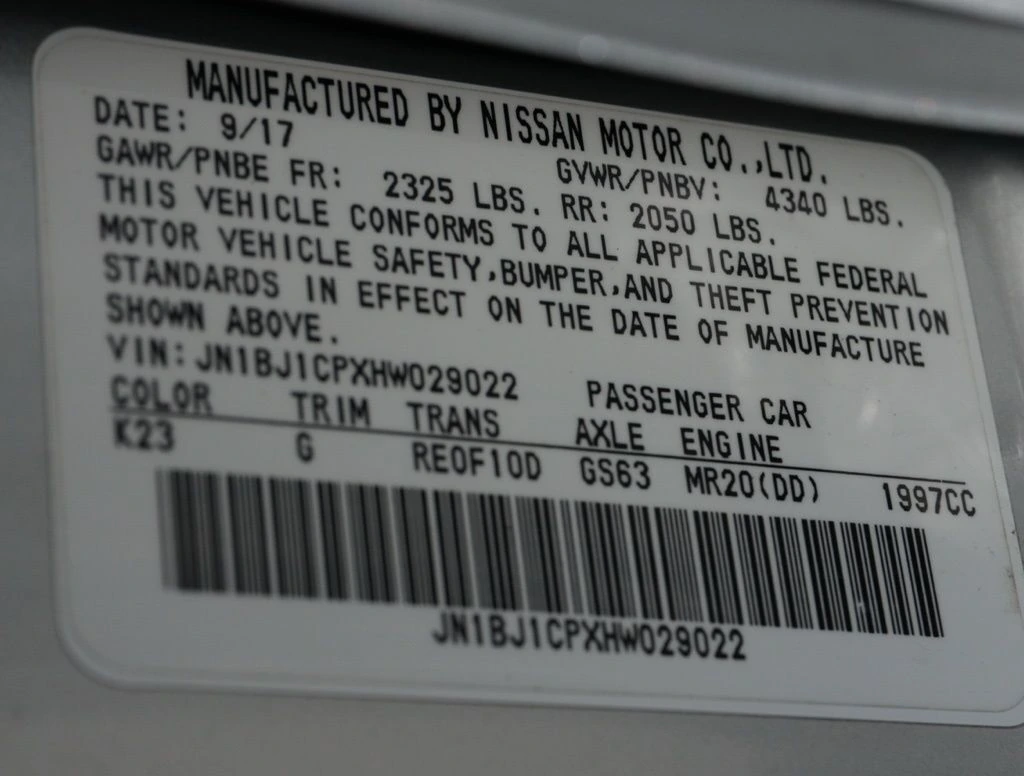 MANUFACTURED BY NISSAN MOTOR CO.,LTD.
DATE: 9/17 GVWR/PNBV: 4340 LBS.
GAWR/PNBE FR: 2325 LBS. RR: 2050 LBS.
THIS VEHICLE CONFORMS TO ALL APPLICABLE FEDERAL
MOTOR VEHICLE SAFETY,BUMPER,AND THEFT PREVENTION
STANDARDS IN EFFECT ON THE DATE OF MANUFACTURE
SHOWN ABOVE.
VIN: JN1BJ1CPXHW029022 PASSENGER CAR
COLOR TRIM TRANS AXLE ENGINE
K23 G RE0F10D GS63 MR20(DD) 1997CC
JN1BJ1CPXHW029022